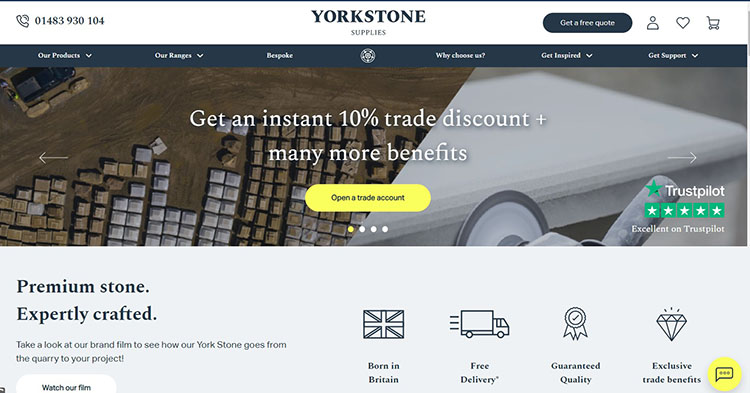 01483 930 104
YORKSTONE
SUPPLIES
Get a free quote
Our Products
Our Ranges
Bespoke
Why choose us?
Get Inspired
Get Support
Get an instant 10% trade discount +
many more benefits
Open a trade account
Trustpilot
Excellent on Trustpilot
Premium stone.
Expertly crafted.
Take a look at our brand film to see how our York Stone goes from
the quarry to your project!
Watch our film
Born in
Britain
Free
Delivery*
Guaranteed
Quality
Exclusive
trade benefits